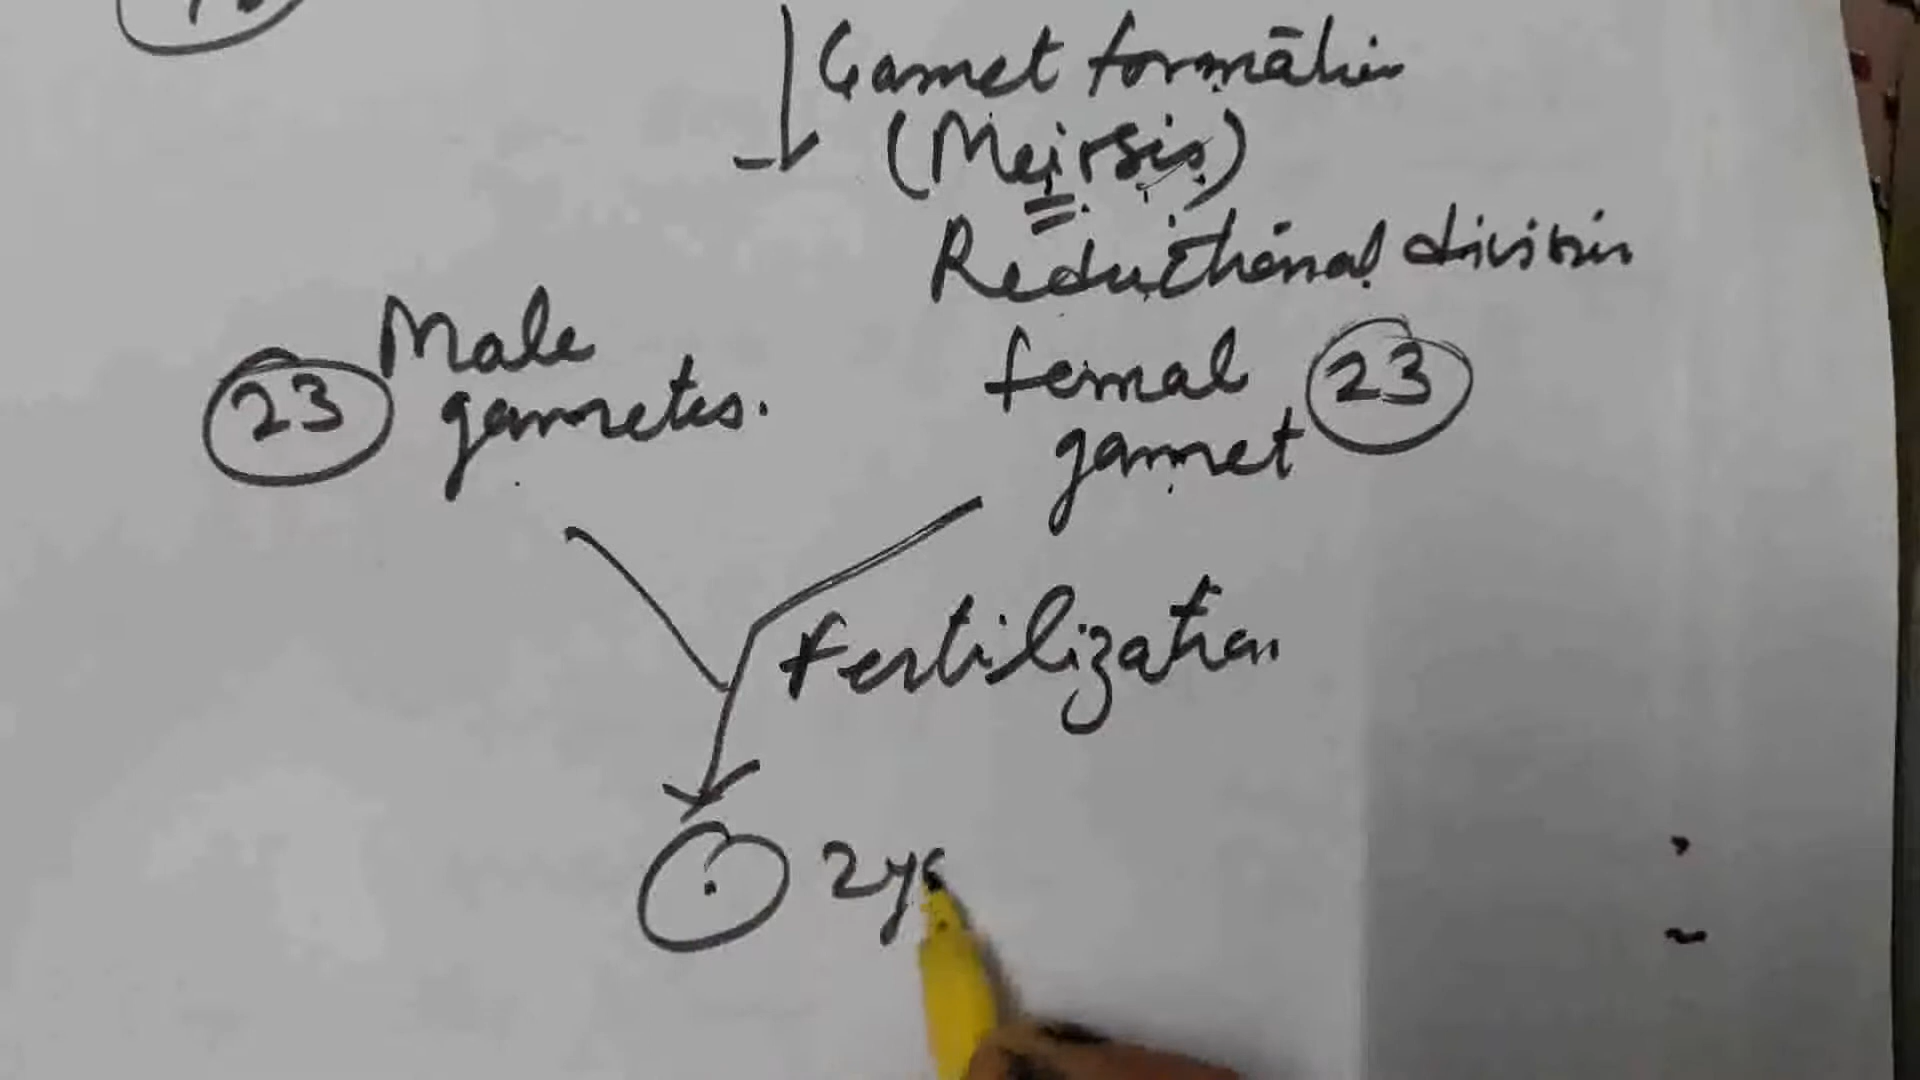 Gamet formation
(Meiosis)
Reductional division
Male
gametes.
23
femal
gamet
23
Fertilization
Zyg